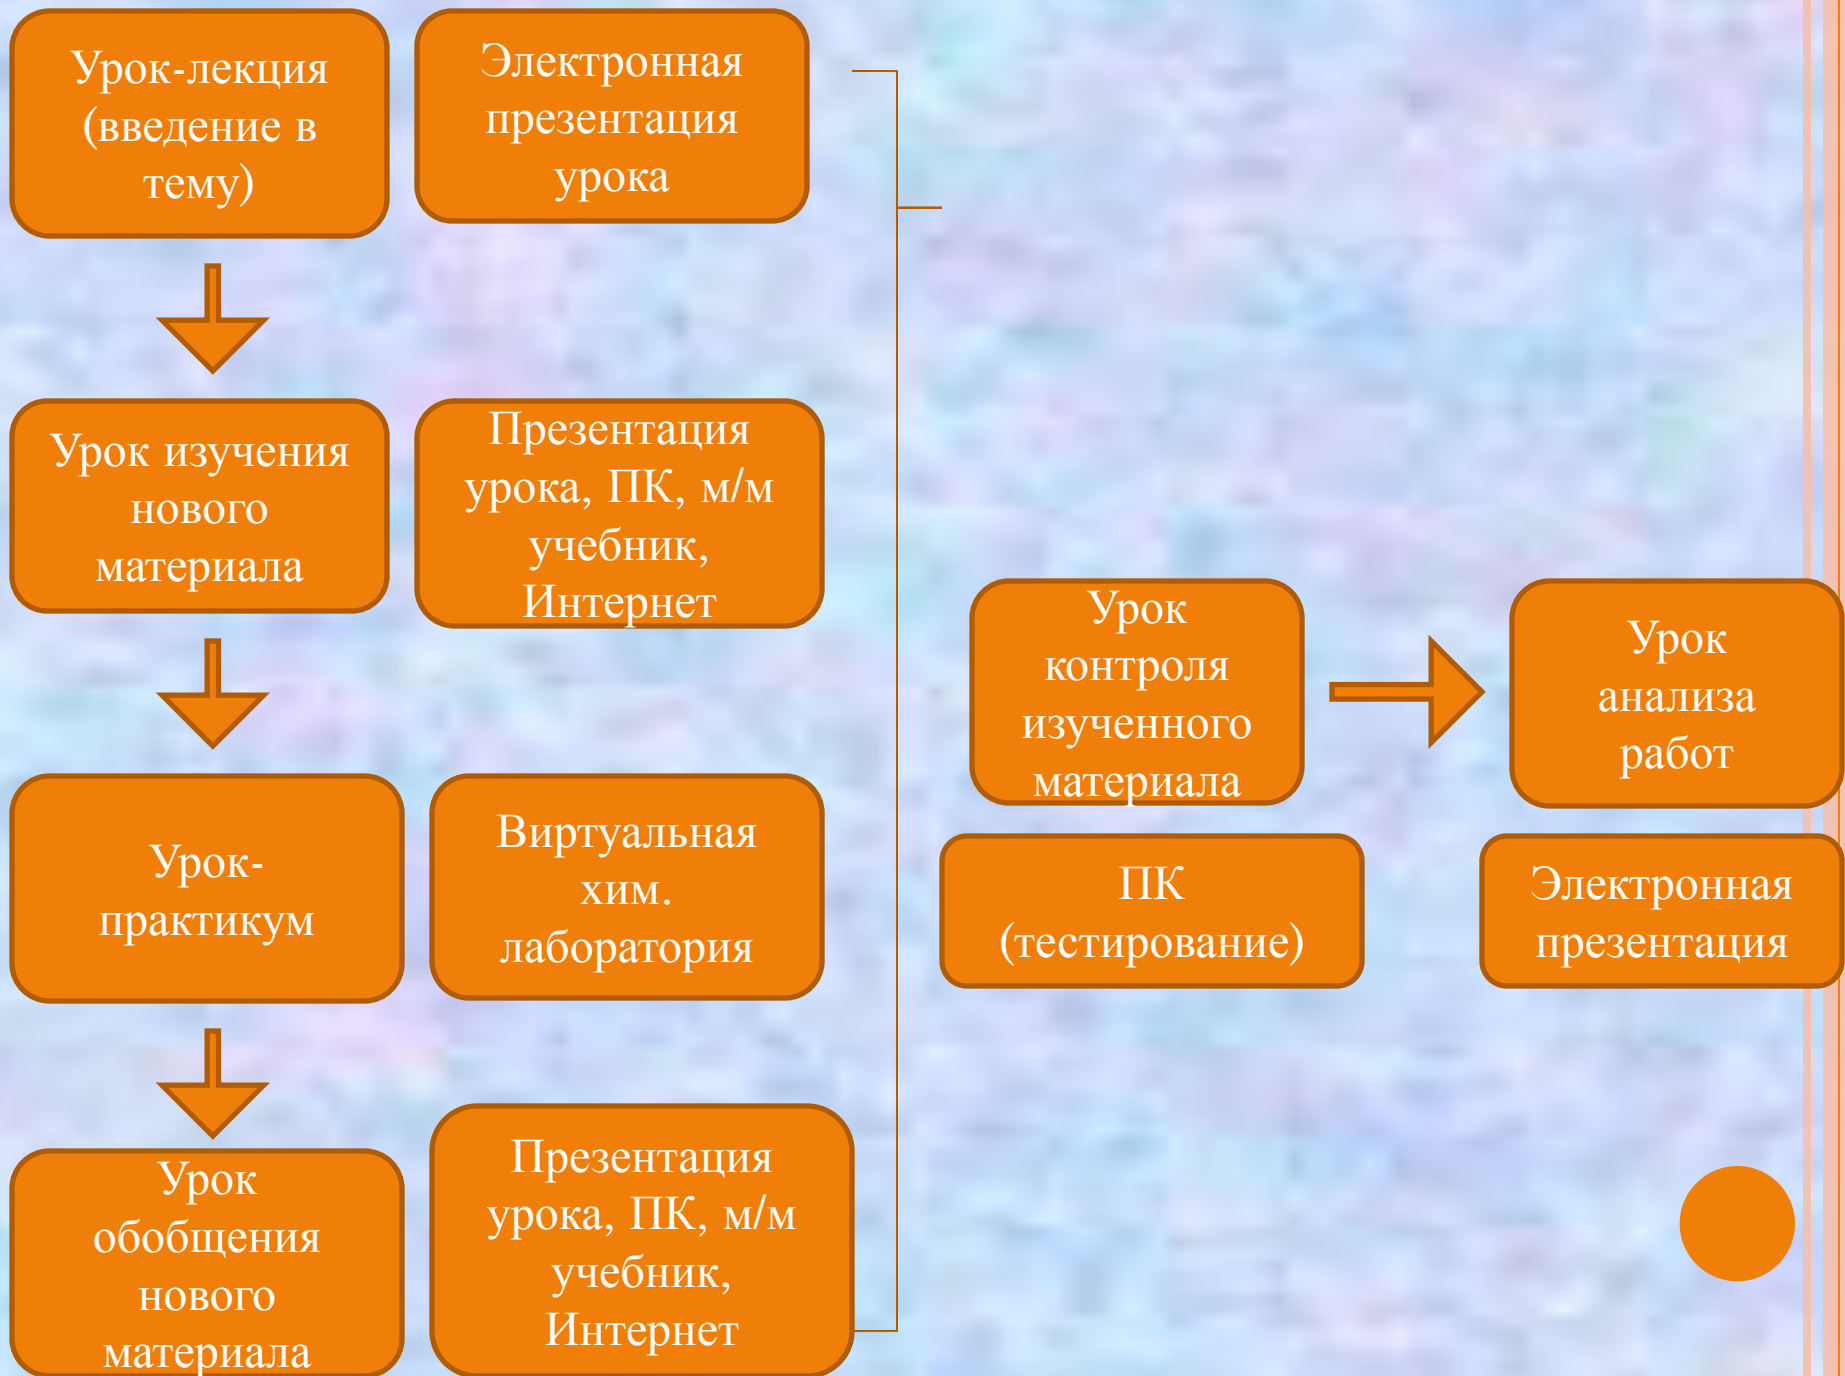 Урок-лекция
(введение в
тему)
Электронная
презентация
урока
Урок изучения
нового
материала
Презентация
урока, ПК, м/м
учебник,
Интернет
Урок-
практикум
Виртуальная
хим.
лаборатория
Урок
обобщения
нового
материала
Презентация
урока, ПК, м/м
учебник,
Интернет
Урок
контроля
изученного
материала
Урок
анализа
работ
ПК
(тестирование)
Электронная
презентация